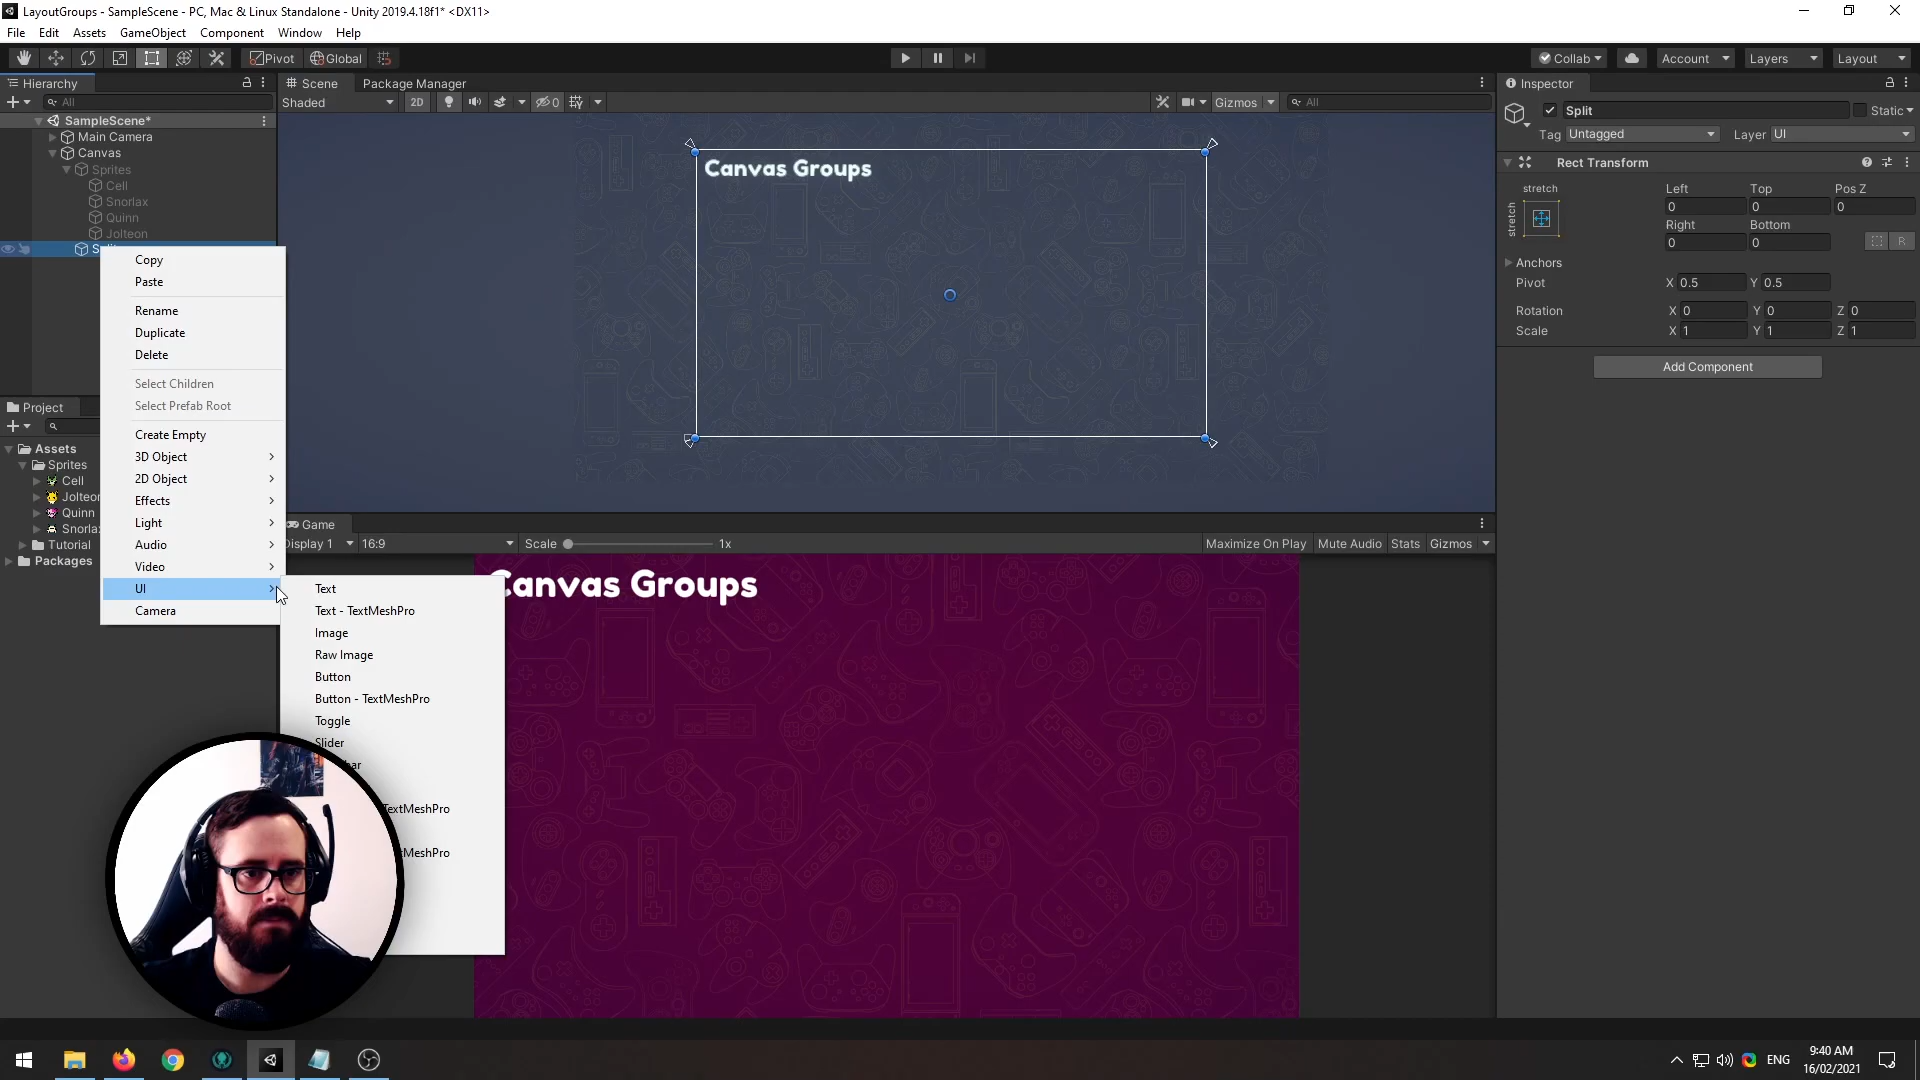 LayoutGroups - SampleScene - PC, Mac & Linux Standalone - Unity 2019.4.18f1* <DX11>
File Edit Assets GameObject Component Window Help
Pivot Global Collab Account Layers Layout
Hierarchy
All
SampleScene*
Main Camera
Canvas
Sprites
Cell
Snorlax
Quinn
Jolteon
Copy
Paste
Rename
Duplicate
Delete
Select Children
Select Prefab Root
Create Empty
3D Object
2D Object
Effects
Light
Audio
Video
UI
Camera
Text
Text - TextMeshPro
Image
Raw Image
Button
Button - TextMeshPro
Toggle
Slider
TextMeshPro
Project
Assets
Sprites
Cell
Quinn
Tutorial
Packages
Scene Package Manager
Shaded 2D 0 Gizmos All
Canvas Groups
Game
Display 1 16:9 Scale 1x Maximize On Play Mute Audio Stats Gizmos
Canvas Groups
Inspector
Split Static
Tag Untagged Layer UI
Rect Transform
stretch
stretch
Left Top Pos Z
0 0 0
Right Bottom
0 0 R
Anchors
Pivot X 0.5 Y 0.5
Rotation X 0 Y 0 Z 0
Scale X 1 Y 1 Z 1
Add Component
ENG
9:40 AM
16/02/2021